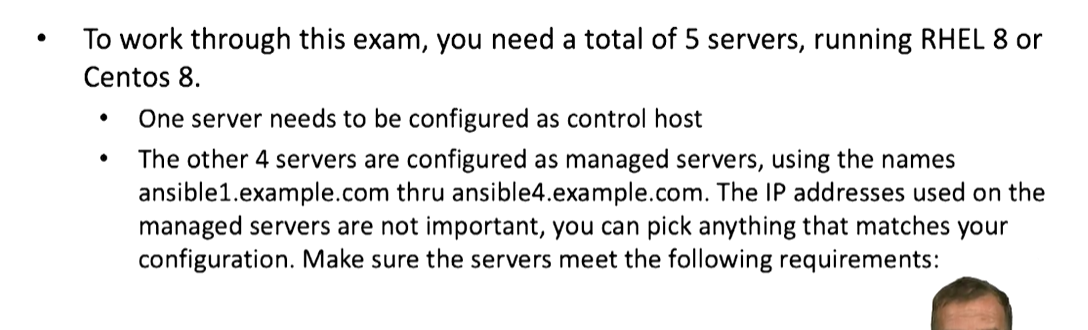 • To work through this exam, you need a total of 5 servers, running RHEL 8 or
Centos 8.
• One server needs to be configured as control host
• The other 4 servers are configured as managed servers, using the names
ansible1.example.com thru ansible4.example.com. The IP addresses used on the
managed servers are not important, you can pick anything that matches your
configuration. Make sure the servers meet the following requirements: